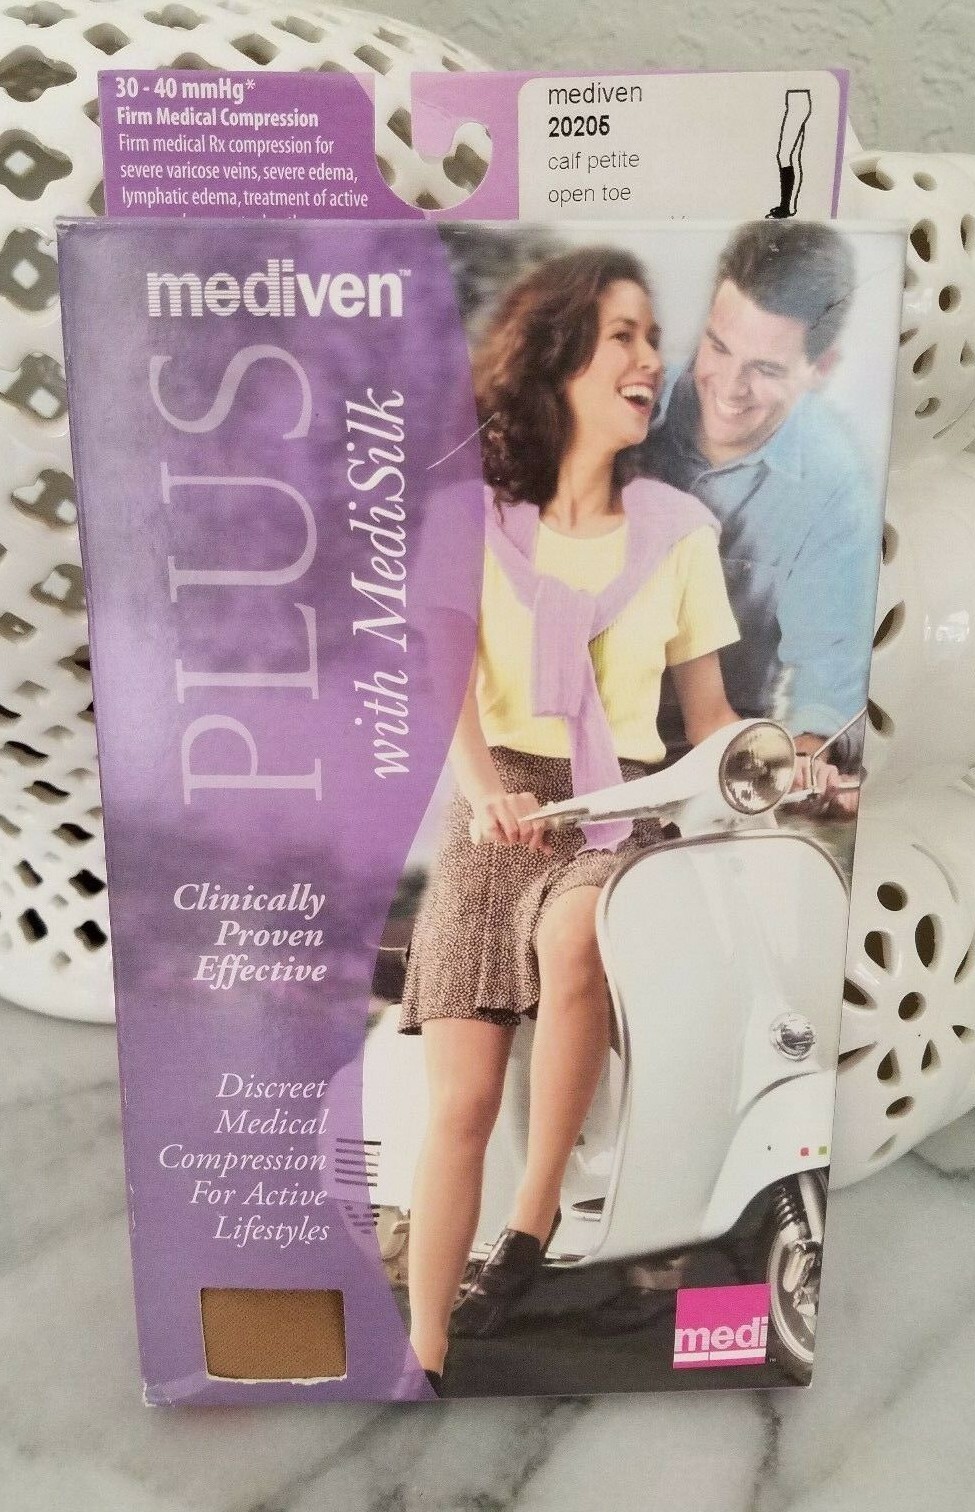 30 - 40 mmHg*
Firm Medical Compression
Firm medical Rx compression for
severe varicose veins, severe edema,
lymphatic edema, treatment of active
mediven
20205
calf petite
open toe
mediven™
PLUS
with MediSilk
Clinically
Proven
Effective
Discreet
Medical
Compression
For Active
Lifestyles
medi